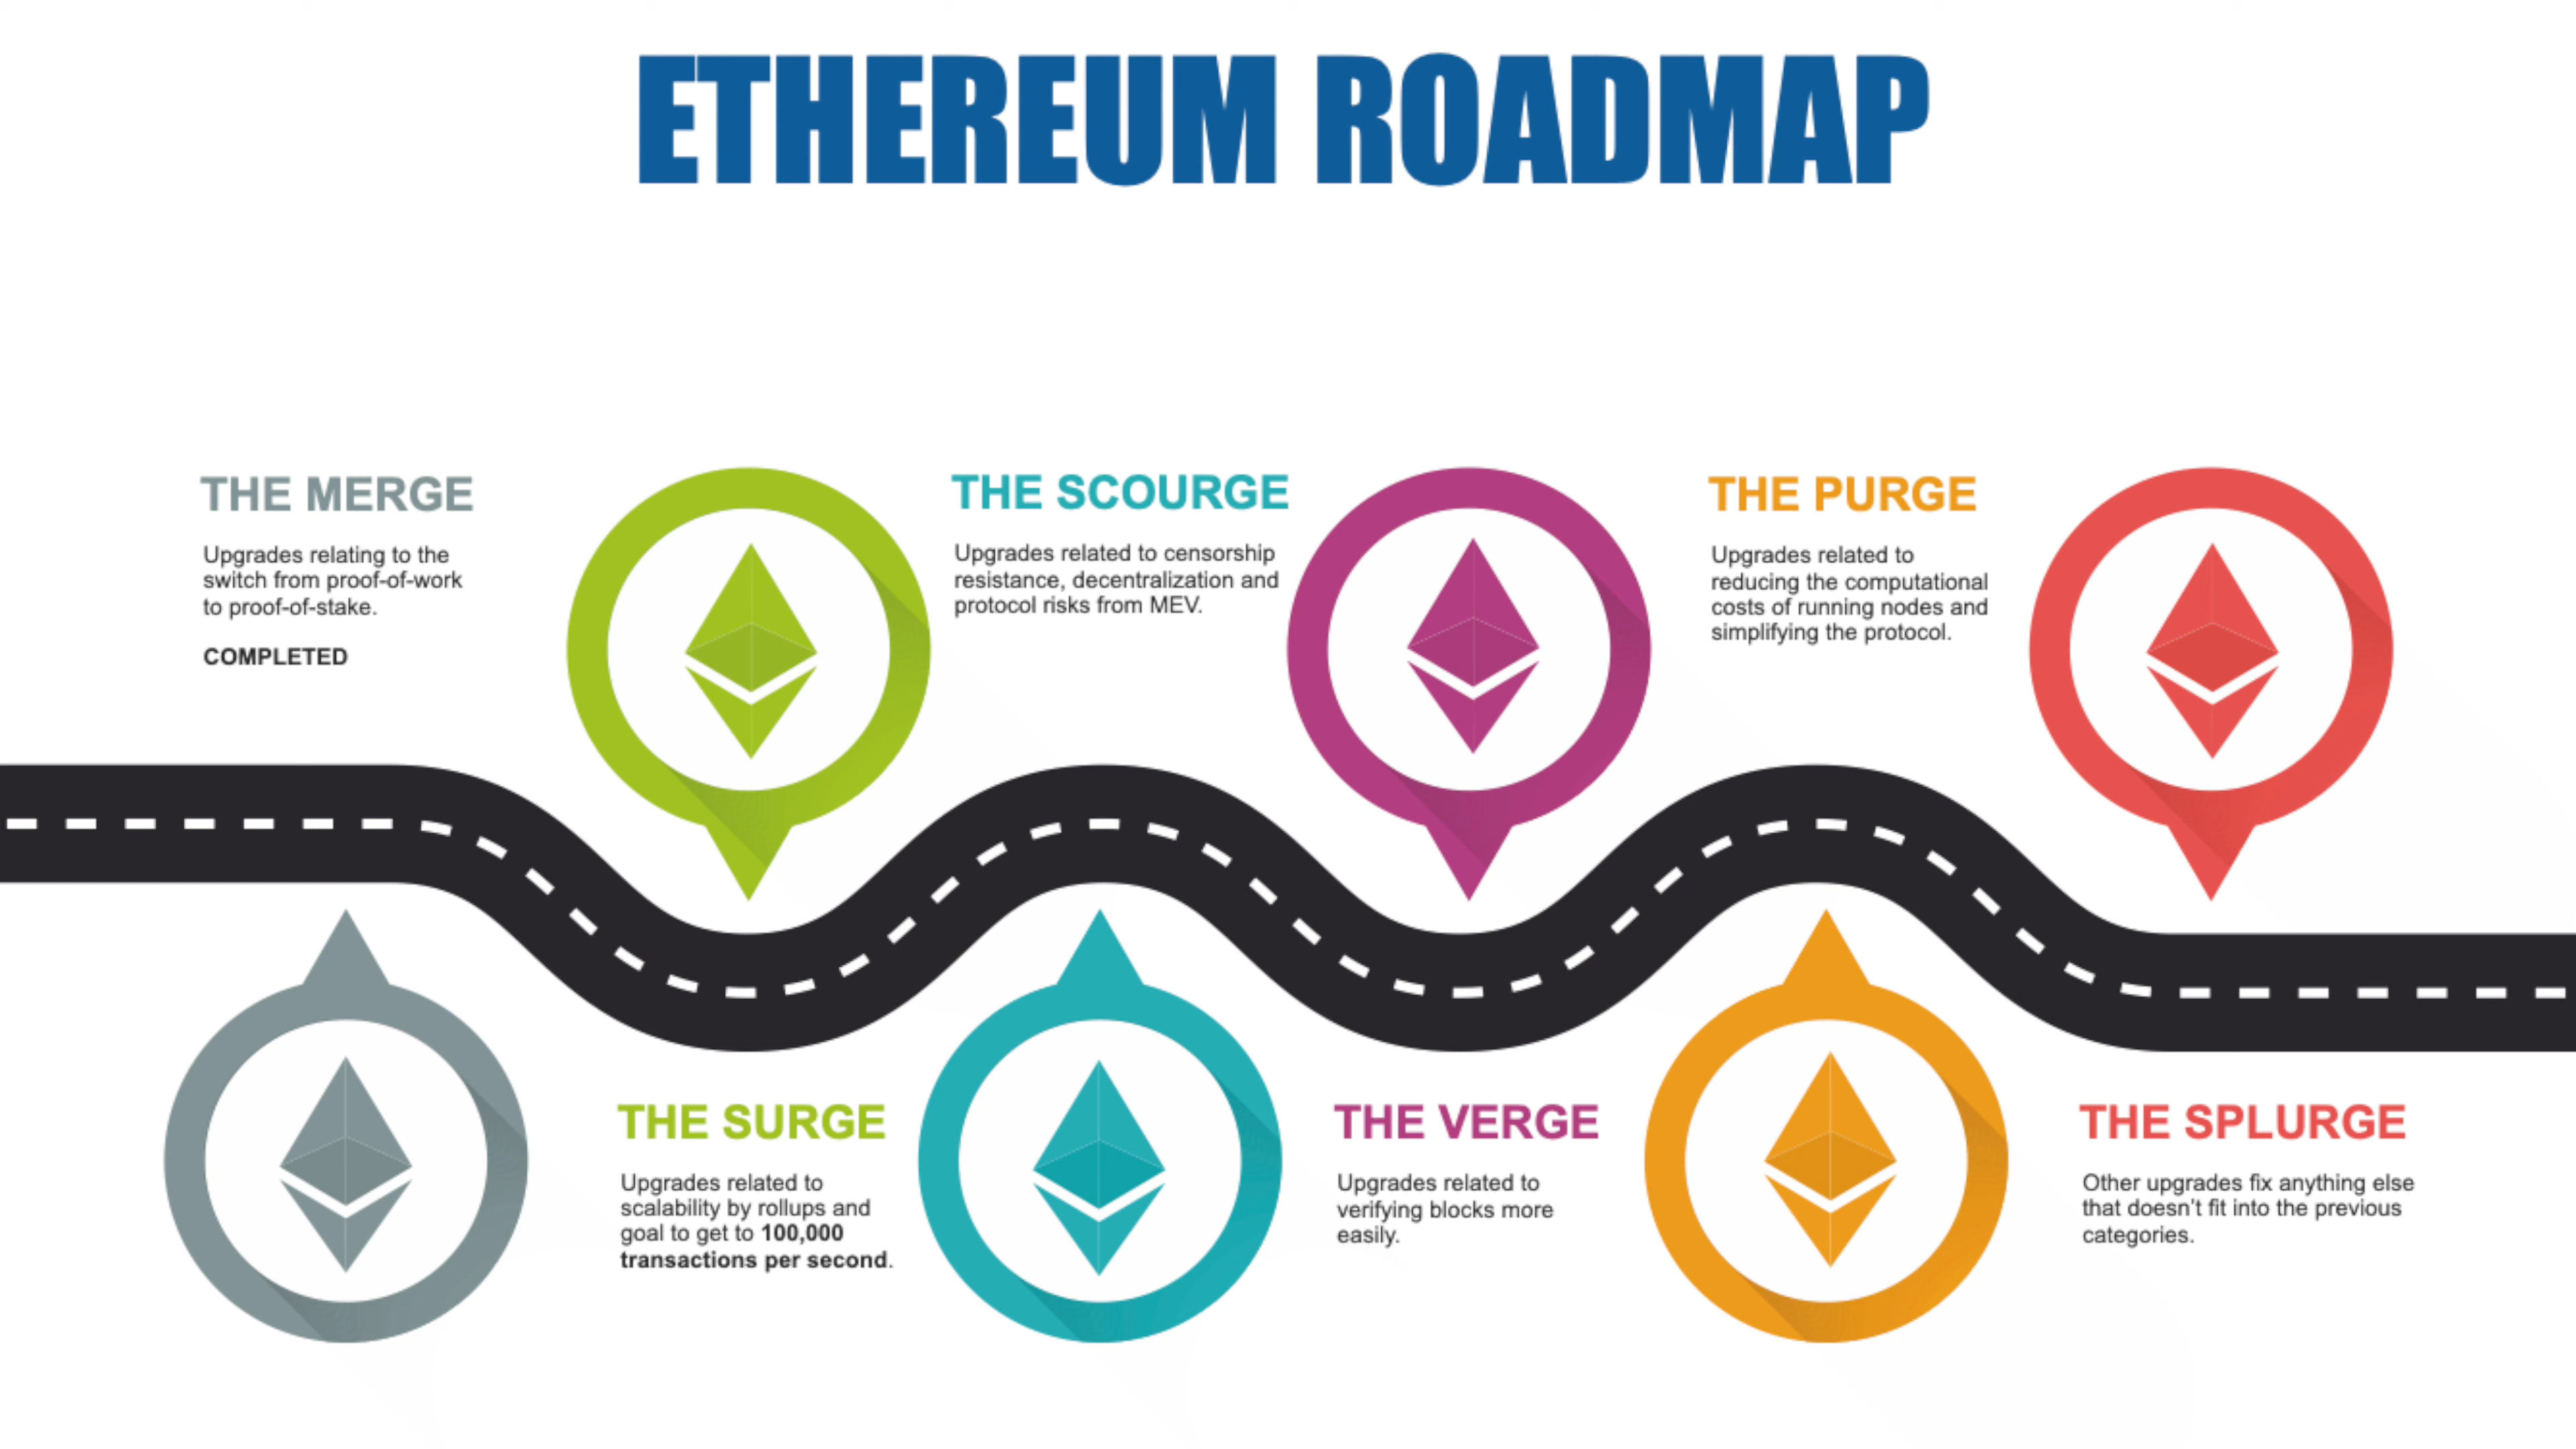 ETHEREUM ROADMAP
THE MERGE
Upgrades relating to the
switch from proof-of-work
to proof-of-stake.
COMPLETED
THE SURGE
Upgrades related to
scalability by rollups and
goal to get to 100,000
transactions per second.
THE SCOURGE
Upgrades related to censorship
resistance, decentralization and
protocol risks from MEV.
THE VERGE
Upgrades related to
verifying blocks more
easily.
THE PURGE
Upgrades related to
reducing the computational
costs of running nodes and
simplifying the protocol.
THE SPLURGE
Other upgrades fix anything else
that doesn't fit into the previous
categories.